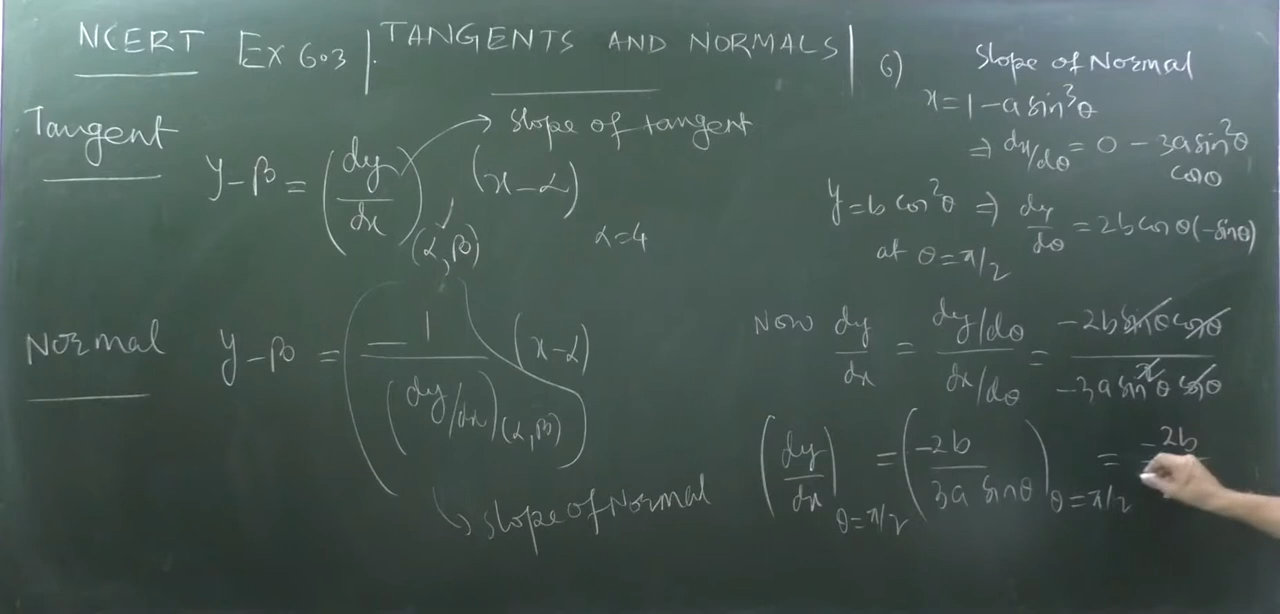 NCERT Ex 6.3 | TANGENTS AND NORMALS |
Tangent
y-β = (dy/dx)(α,β) (x-α)
→ slope of tangent
α=4
Normal
y-β = -1/(dy/dx)(α,β) (x-α)
↳ slope of Normal
6) Slope of Normal
x=1-a sin³θ
⇒ dx/dθ = 0 - 3a sin²θ
cosθ
y=b cos²θ ⇒ dy/dθ = 2b cosθ(-sinθ)
at θ=π/2
Now dy/dx = dy/dθ / dx/dθ = -2b sinθ cosθ / -3a sin²θ cosθ
(dy/dx)θ=π/2 = (-2b / 3a sinθ)θ=π/2 = -2b